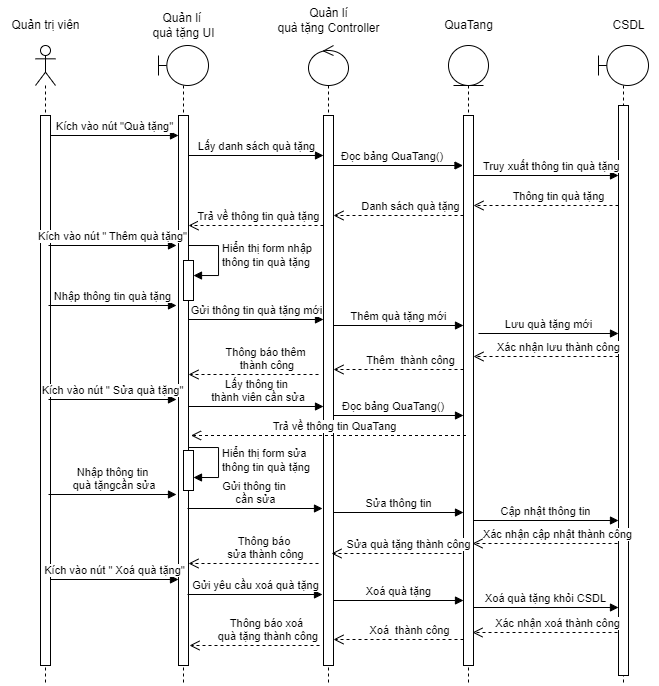 Quản trị viên
Quản lí
quà tặng UI
Quản lí
quà tặng Controller
QuaTang
CSDL
Kích vào nút "Quà tặng"
Lấy danh sách quà tặng
Đọc bảng QuaTang()
Truy xuất thông tin quà tặng
Thông tin quà tặng
Danh sách quà tặng
Trả về thông tin quà tặng
Kích vào nút " Thêm quà tặng"
Hiển thị form nhập
thông tin quà tặng
Nhập thông tin quà tặng
Gửi thông tin quà tặng mới
Thêm quà tặng mới
Lưu quà tặng mới
Xác nhận lưu thành công
Thêm thành công
Thông báo thêm
thành công
Kích vào nút " Sửa quà tặng"
Lấy thông tin
thành viên cần sửa
Đọc bảng QuaTang()
Trả về thông tin QuaTang
Hiển thị form sửa
thông tin quà tặng
Nhập thông tin
quà tặngcần sửa
Gửi thông tin
cần sửa
Sửa thông tin
Cập nhật thông tin
Xác nhận cập nhật thành công
Sửa quà tặng thành công
Thông báo
sửa thành công
Kích vào nút " Xoá quà tặng"
Gửi yêu cầu xoá quà tặng
Xoá quà tặng
Xoá quà tặng khỏi CSDL
Xác nhận xoá thành công
Xoá thành công
Thông báo xoá
quà tặng thành công